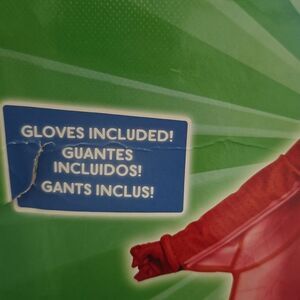 GLOVES INCLUDED!
GUANTES
INCLUIDOS!
GANTS INCLUS!